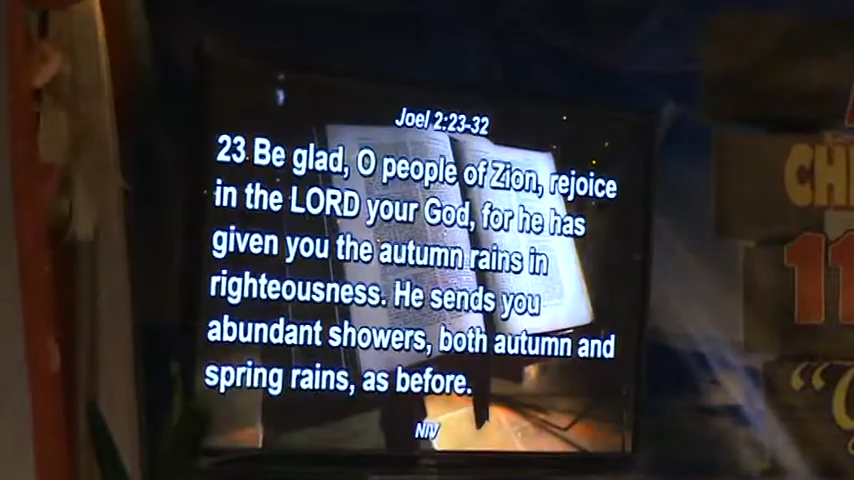 Joel 2:23-32
23 Be glad, O people of Zion, rejoice
in the LORD your God, for he has
given you the autumn rains in
righteousness. He sends you
abundant showers, both autumn and
spring rains, as before.
NIV